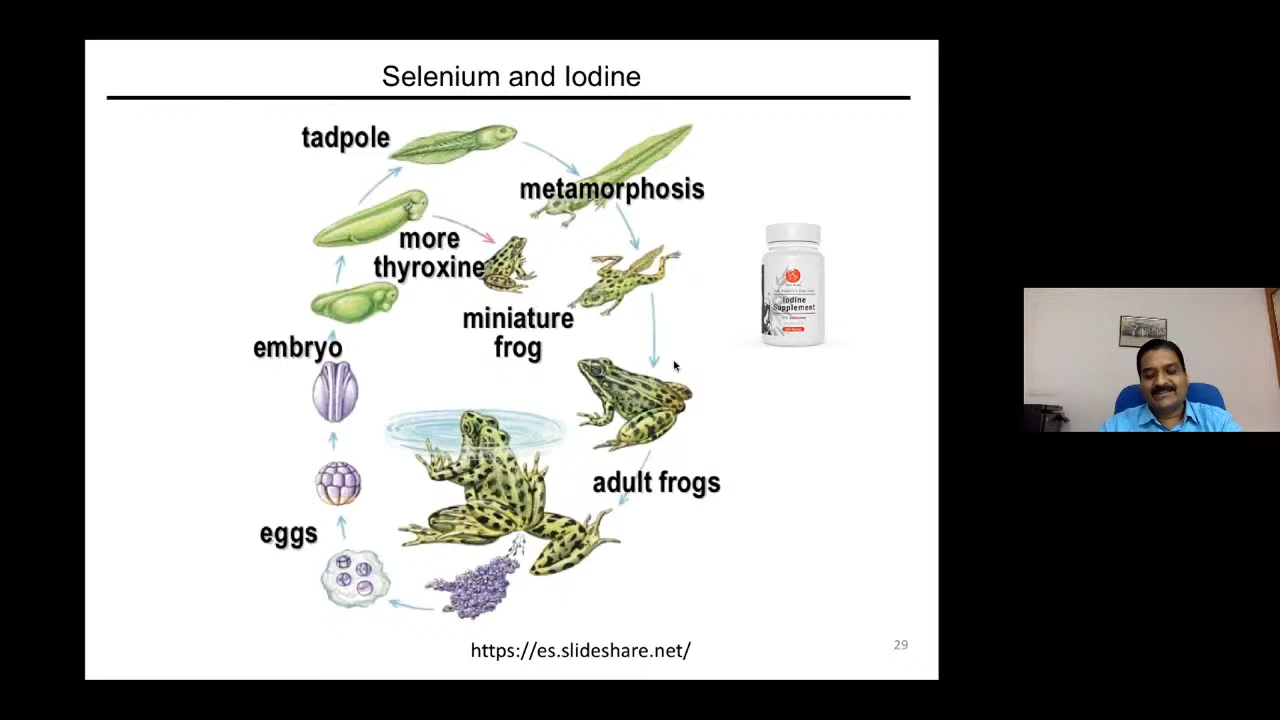 Selenium and Iodine
tadpole
metamorphosis
more
thyroxine
miniature
frog
embryo
adult frogs
eggs
Iodine
Supplement
https://es.slideshare.net/
29